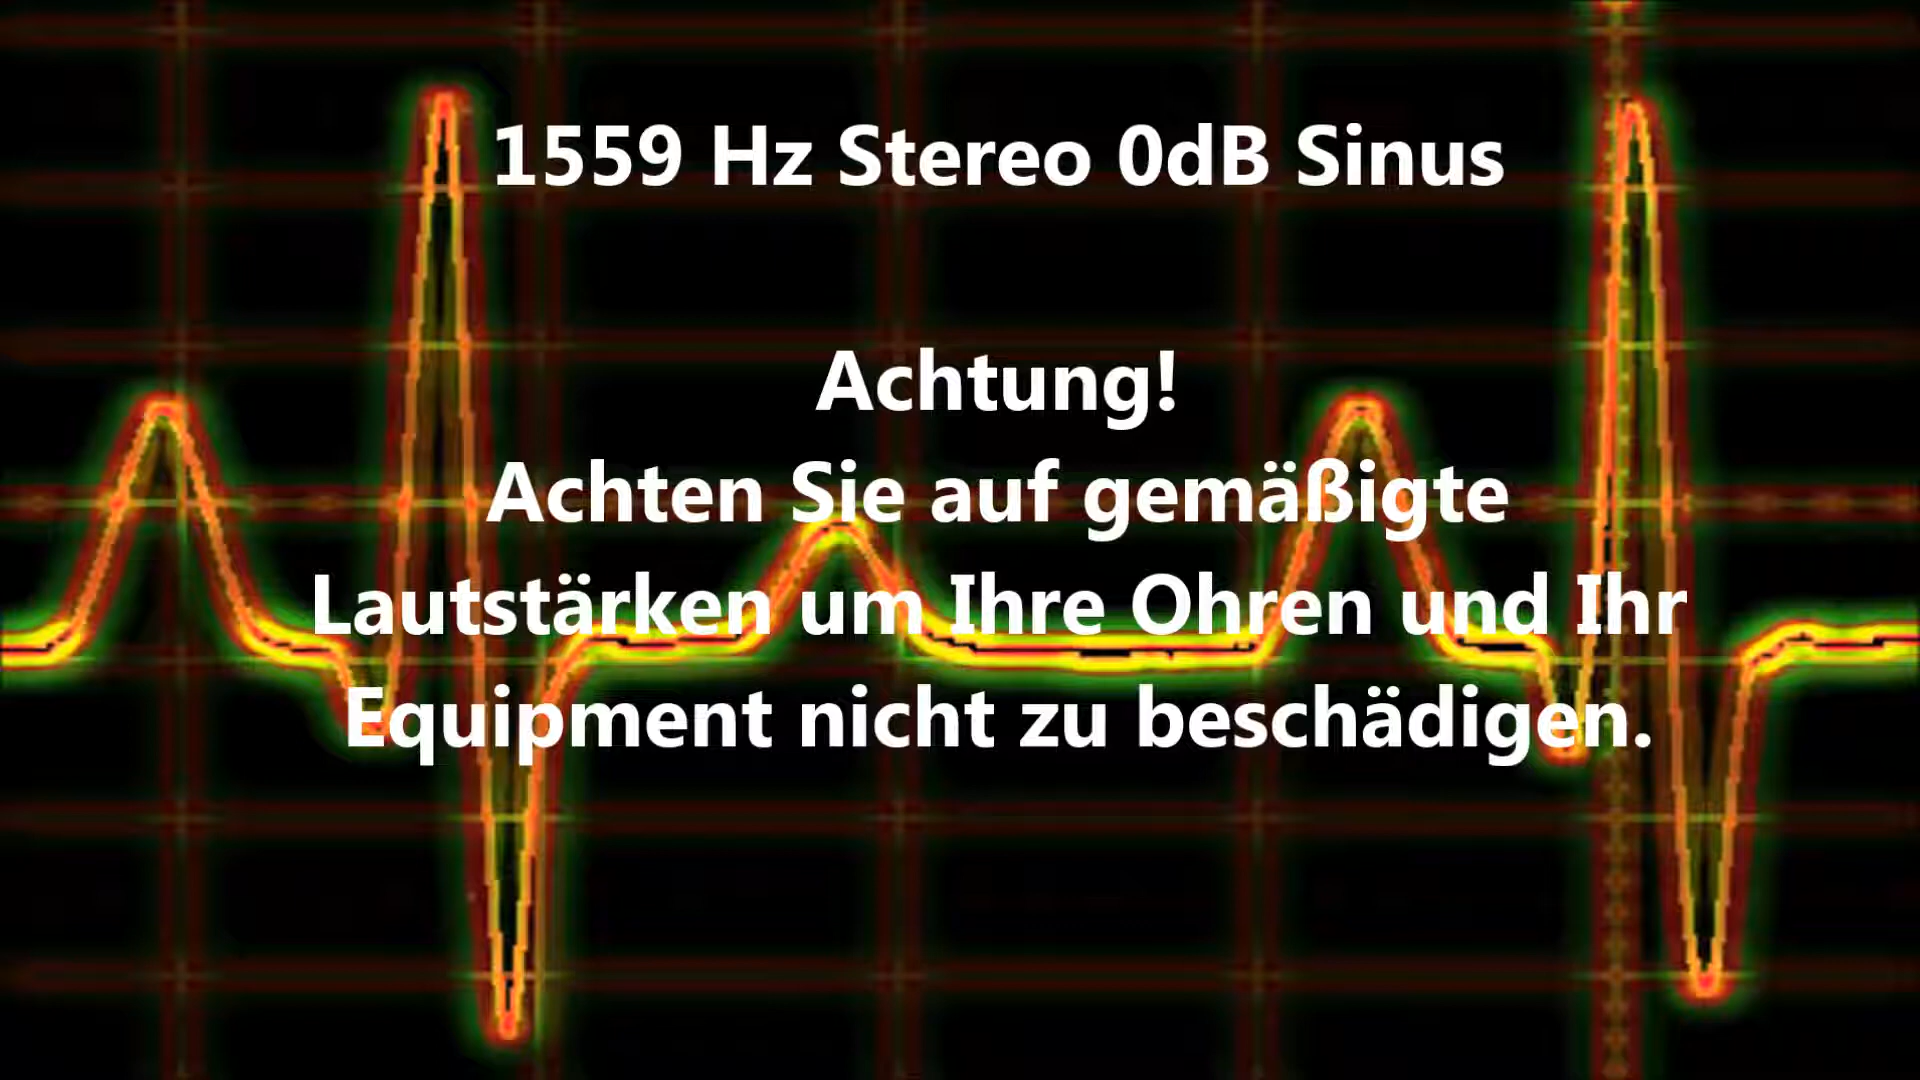 1559 Hz Stereo 0dB Sinus
Achtung!
Achten Sie auf gemäßigte
Lautstärken um Ihre Ohren und Ihr
Equipment nicht zu beschädigen.